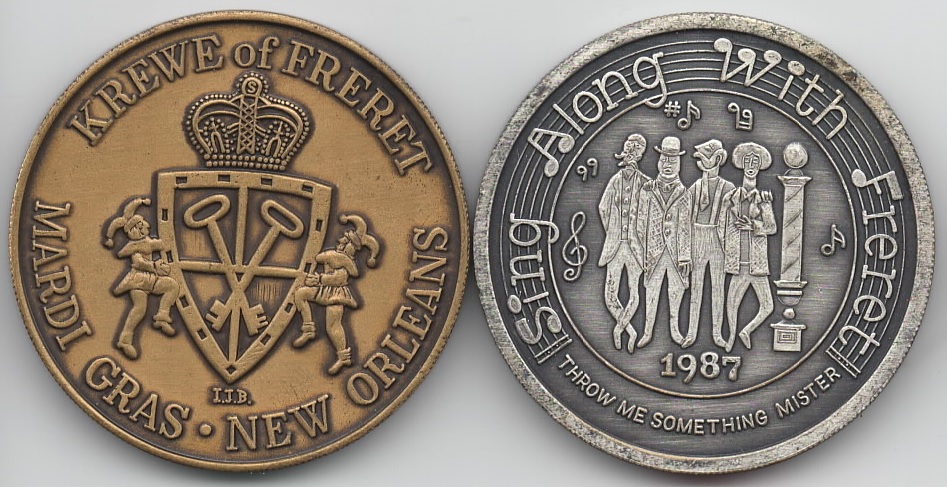 KREWE of FRERET
MARDI GRAS · NEW ORLEANS
S
I.J.B.
Sing Along With Freret
1987
THROW ME SOMETHING MISTER